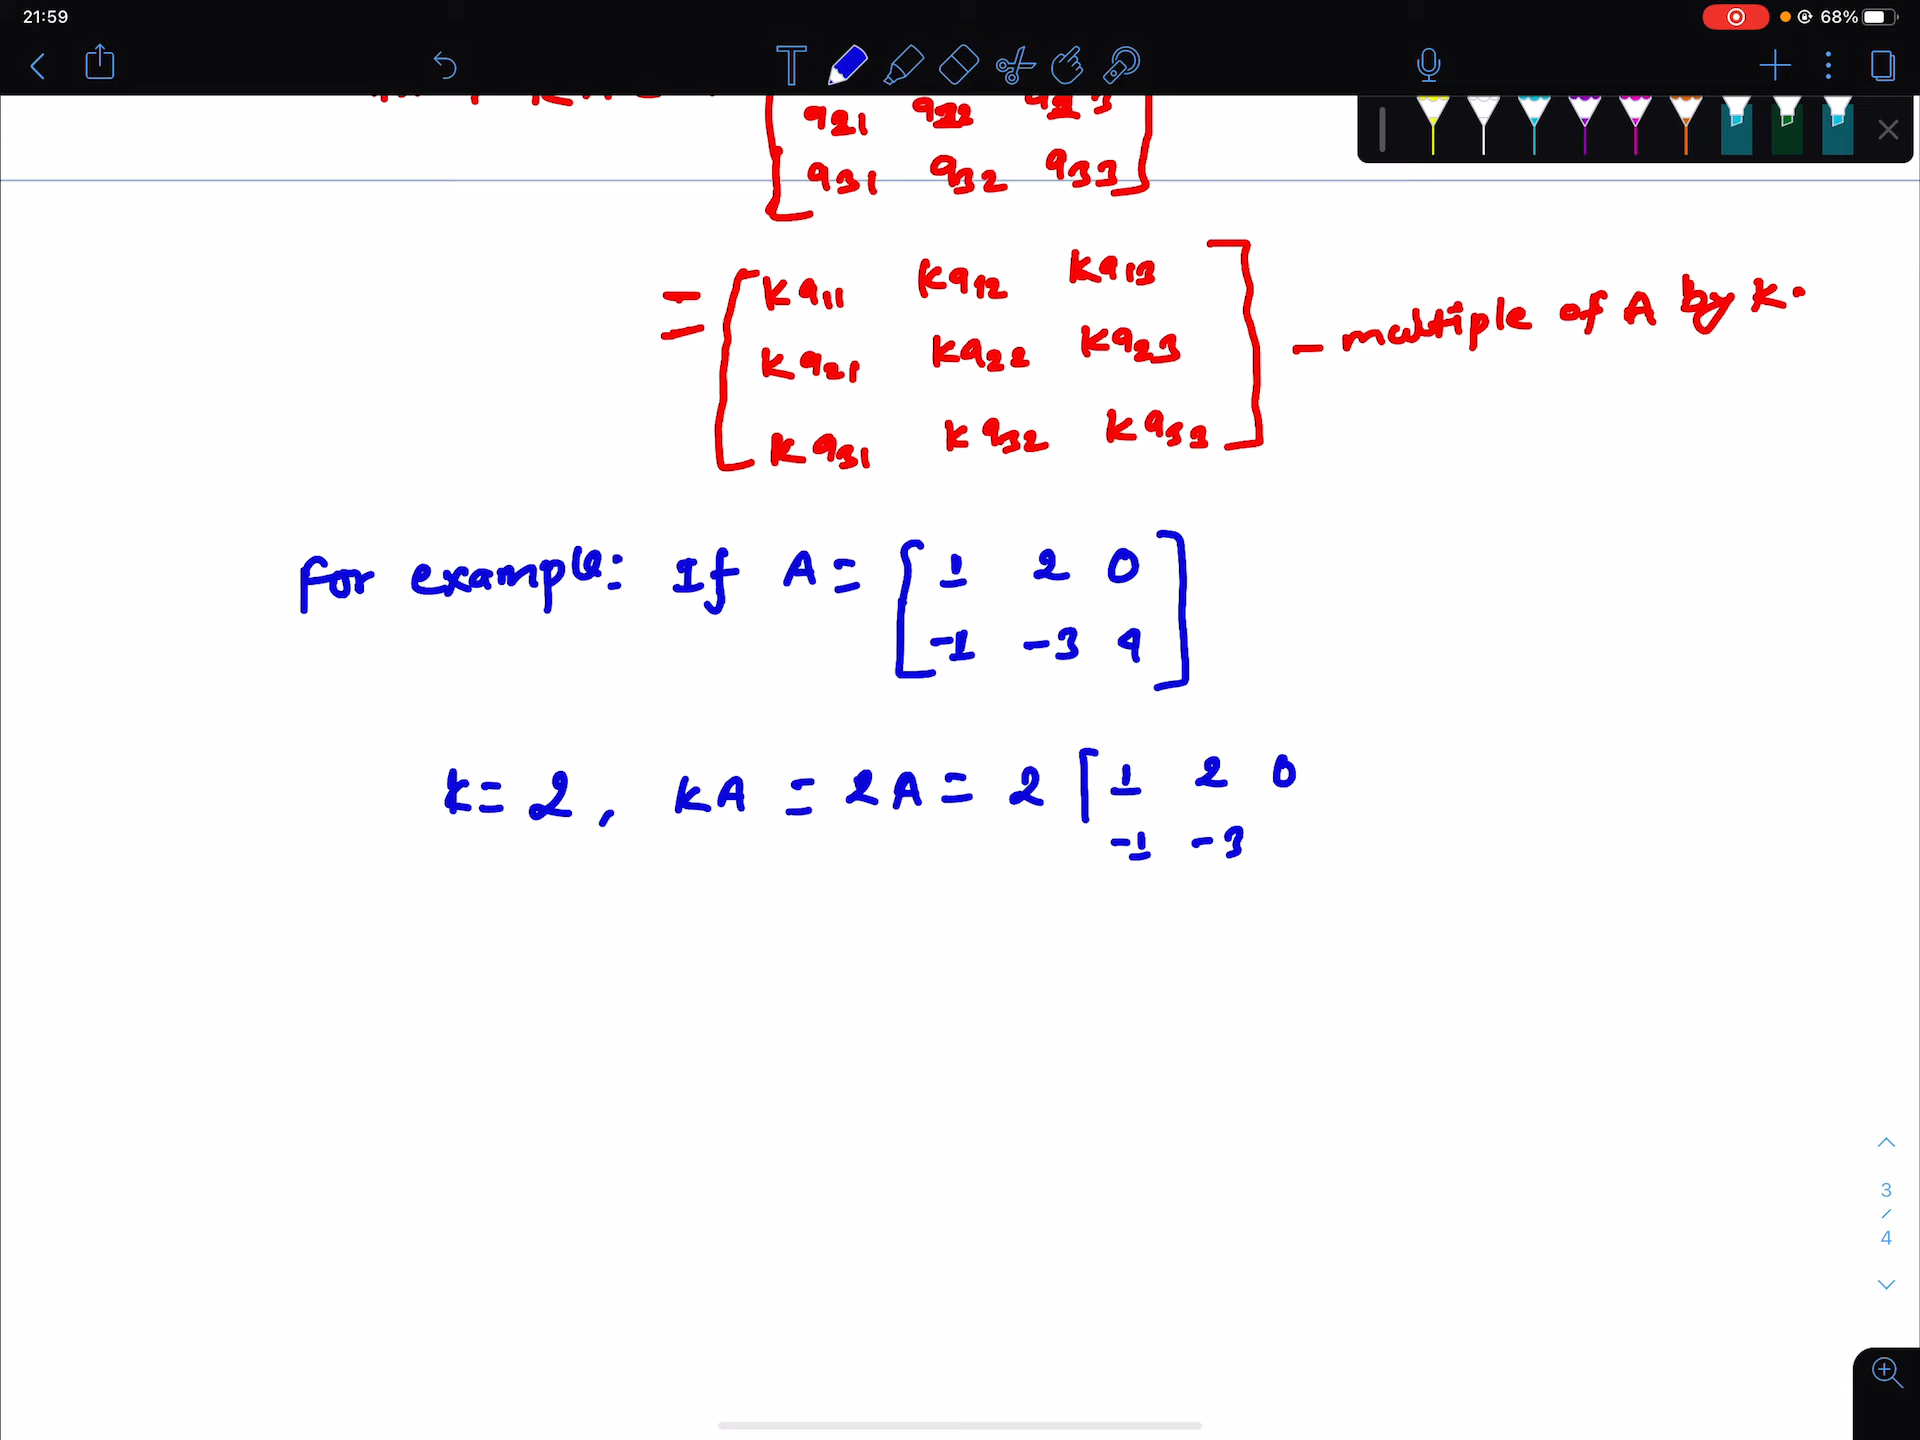 21:59
68%
a21 a22 a23
a31 a32 a33
= [ka11 ka12 ka13
ka21 ka22 ka23
ka31 ka32 ka33] - multiple of A by k.
For example: If A = [1 2 0
-1 -3 4]
k = 2, kA = 2A = 2 [1 2 0
-1 -3
3
/
4